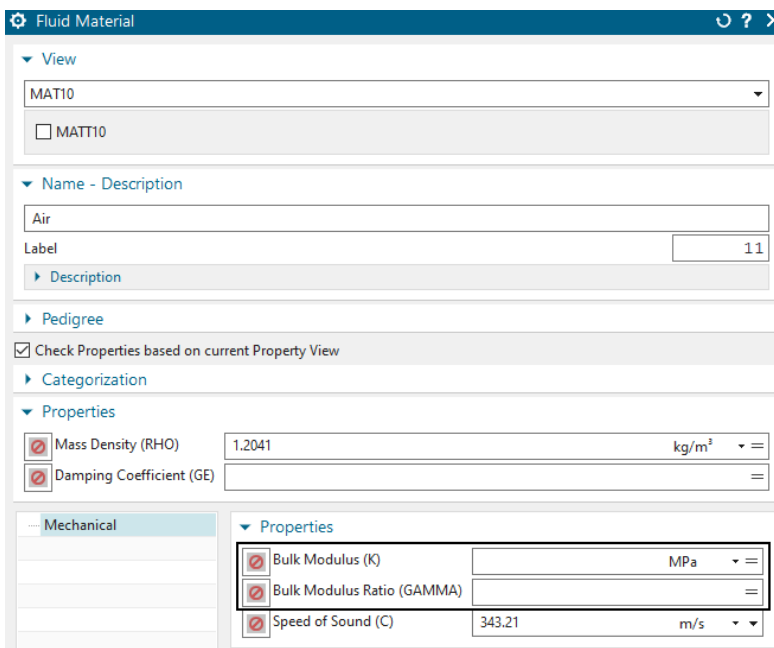 Fluid Material
View
MAT10
MATT10
Name - Description
Air
Label 11
Description
Pedigree
Check Properties based on current Property View
Categorization
Properties
Mass Density (RHO) 1.2041 kg/m³
Damping Coefficient (GE)
Mechanical
Properties
Bulk Modulus (K) MPa
Bulk Modulus Ratio (GAMMA)
Speed of Sound (C) 343.21 m/s